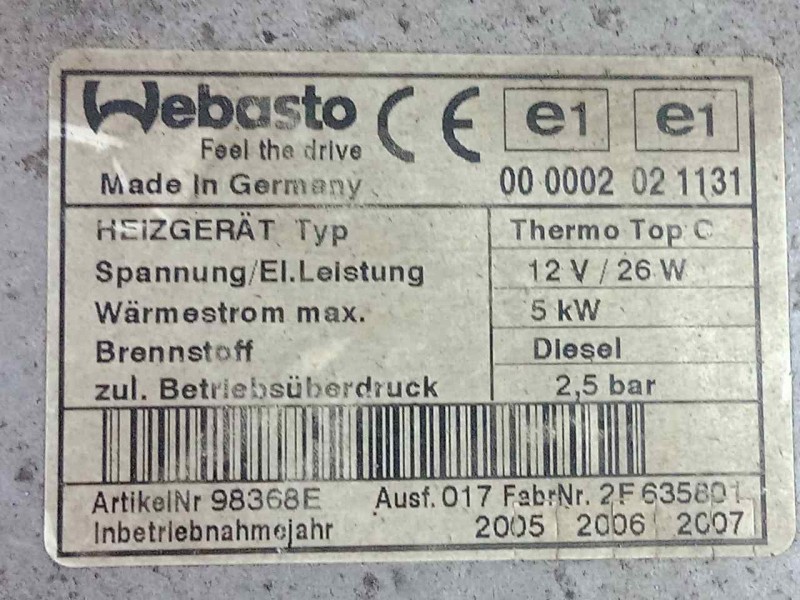 Webasto
Feel the drive
CE e1 e1
Made in Germany 00 0002 02 1131
HEIZGERÄT Typ Thermo Top C
Spannung/El.Leistung 12 V / 26 W
Wärmestrom max. 5 kW
Brennstoff Diesel
zul. Betriebsüberdruck 2,5 bar
ArtikelNr 98368E Ausf. 017 FabrNr. 2F635801
Inbetriebnahmejahr 2005 2006 2007